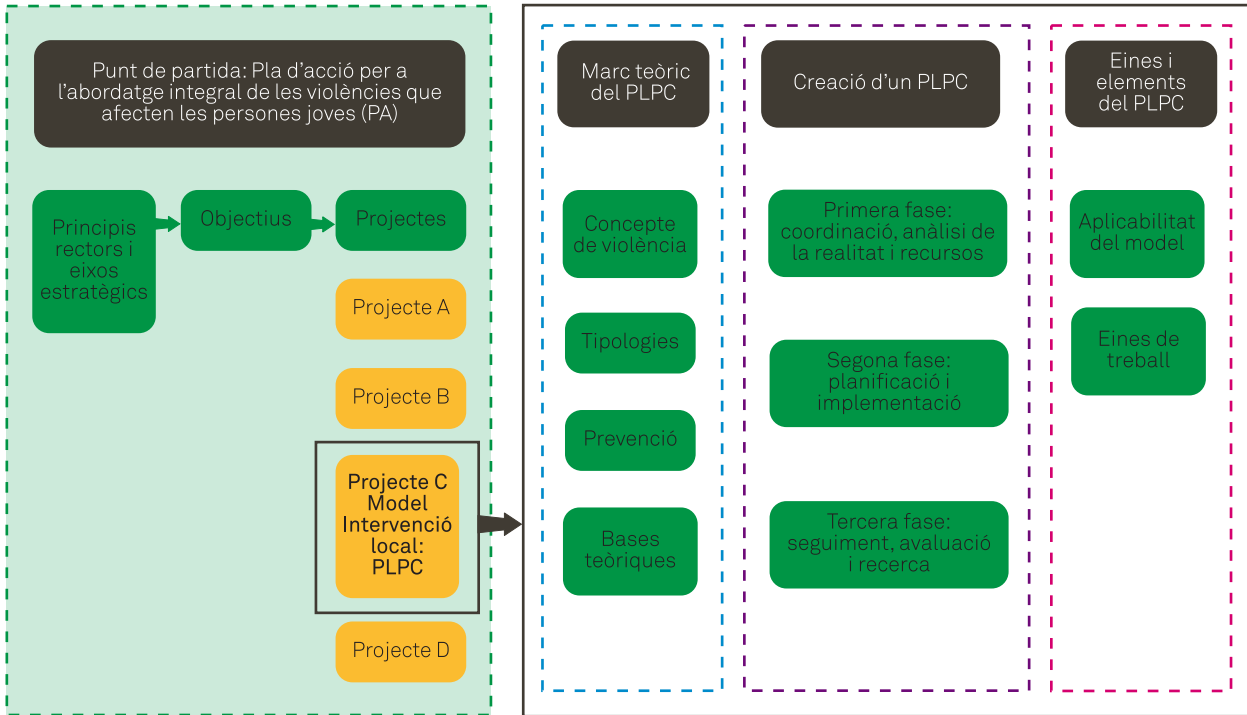 Punt de partida: Pla d'acció per a
l'abordatge integral de les violències que
afecten les persones joves (PA)
Principis
rectors i
eixos
estratègics
Objectius
Projectes
Projecte A
Projecte B
Projecte C
Model
Intervenció
local:
PLPC
Projecte D
Marc teòric
del PLPC
Concepte
de violència
Tipologies
Prevenció
Bases
teòriques
Creació d'un PLPC
Primera fase:
coordinació, anàlisi de
la realitat i recursos
Segona fase:
planificació i
implementació
Tercera fase:
seguiment, avaluació
i recerca
Eines i
elements
del PLPC
Aplicabilitat
del model
Eines de
treball